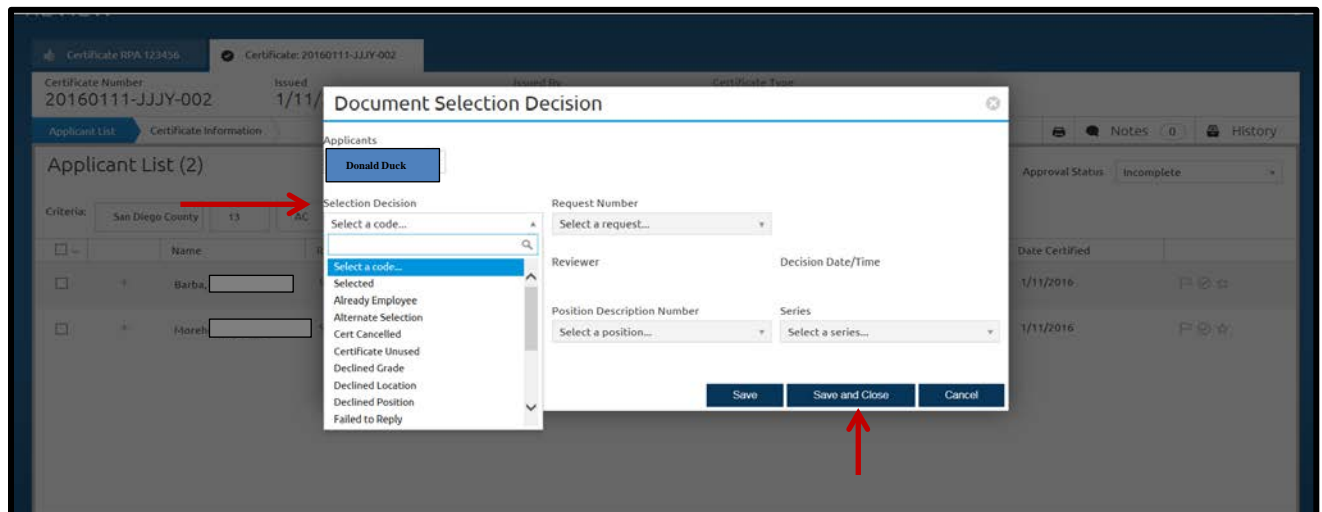 Certificate RPA 123456
Certificate: 20160111-JJJY-002
Certificate Number
Issued
Issued By
Certificate Type
20160111-JJJY-002
1/11/
Applicant List
Certificate Information
Notes 0
History
Applicant List (2)
Approval Status
Incomplete
Criteria:
San Diego County
13
AC
Name
Date Certified
Barba,
1/11/2016
Moreh
1/11/2016
Document Selection Decision
Applicants
Donald Duck
Selection Decision
Request Number
Select a code...
Select a request...
Select a code...
Reviewer
Decision Date/Time
Selected
Already Employee
Alternate Selection
Position Description Number
Series
Cert Cancelled
Select a position...
Select a series...
Certificate Unused
Declined Grade
Declined Location
Declined Position
Failed to Reply
Save
Save and Close
Cancel